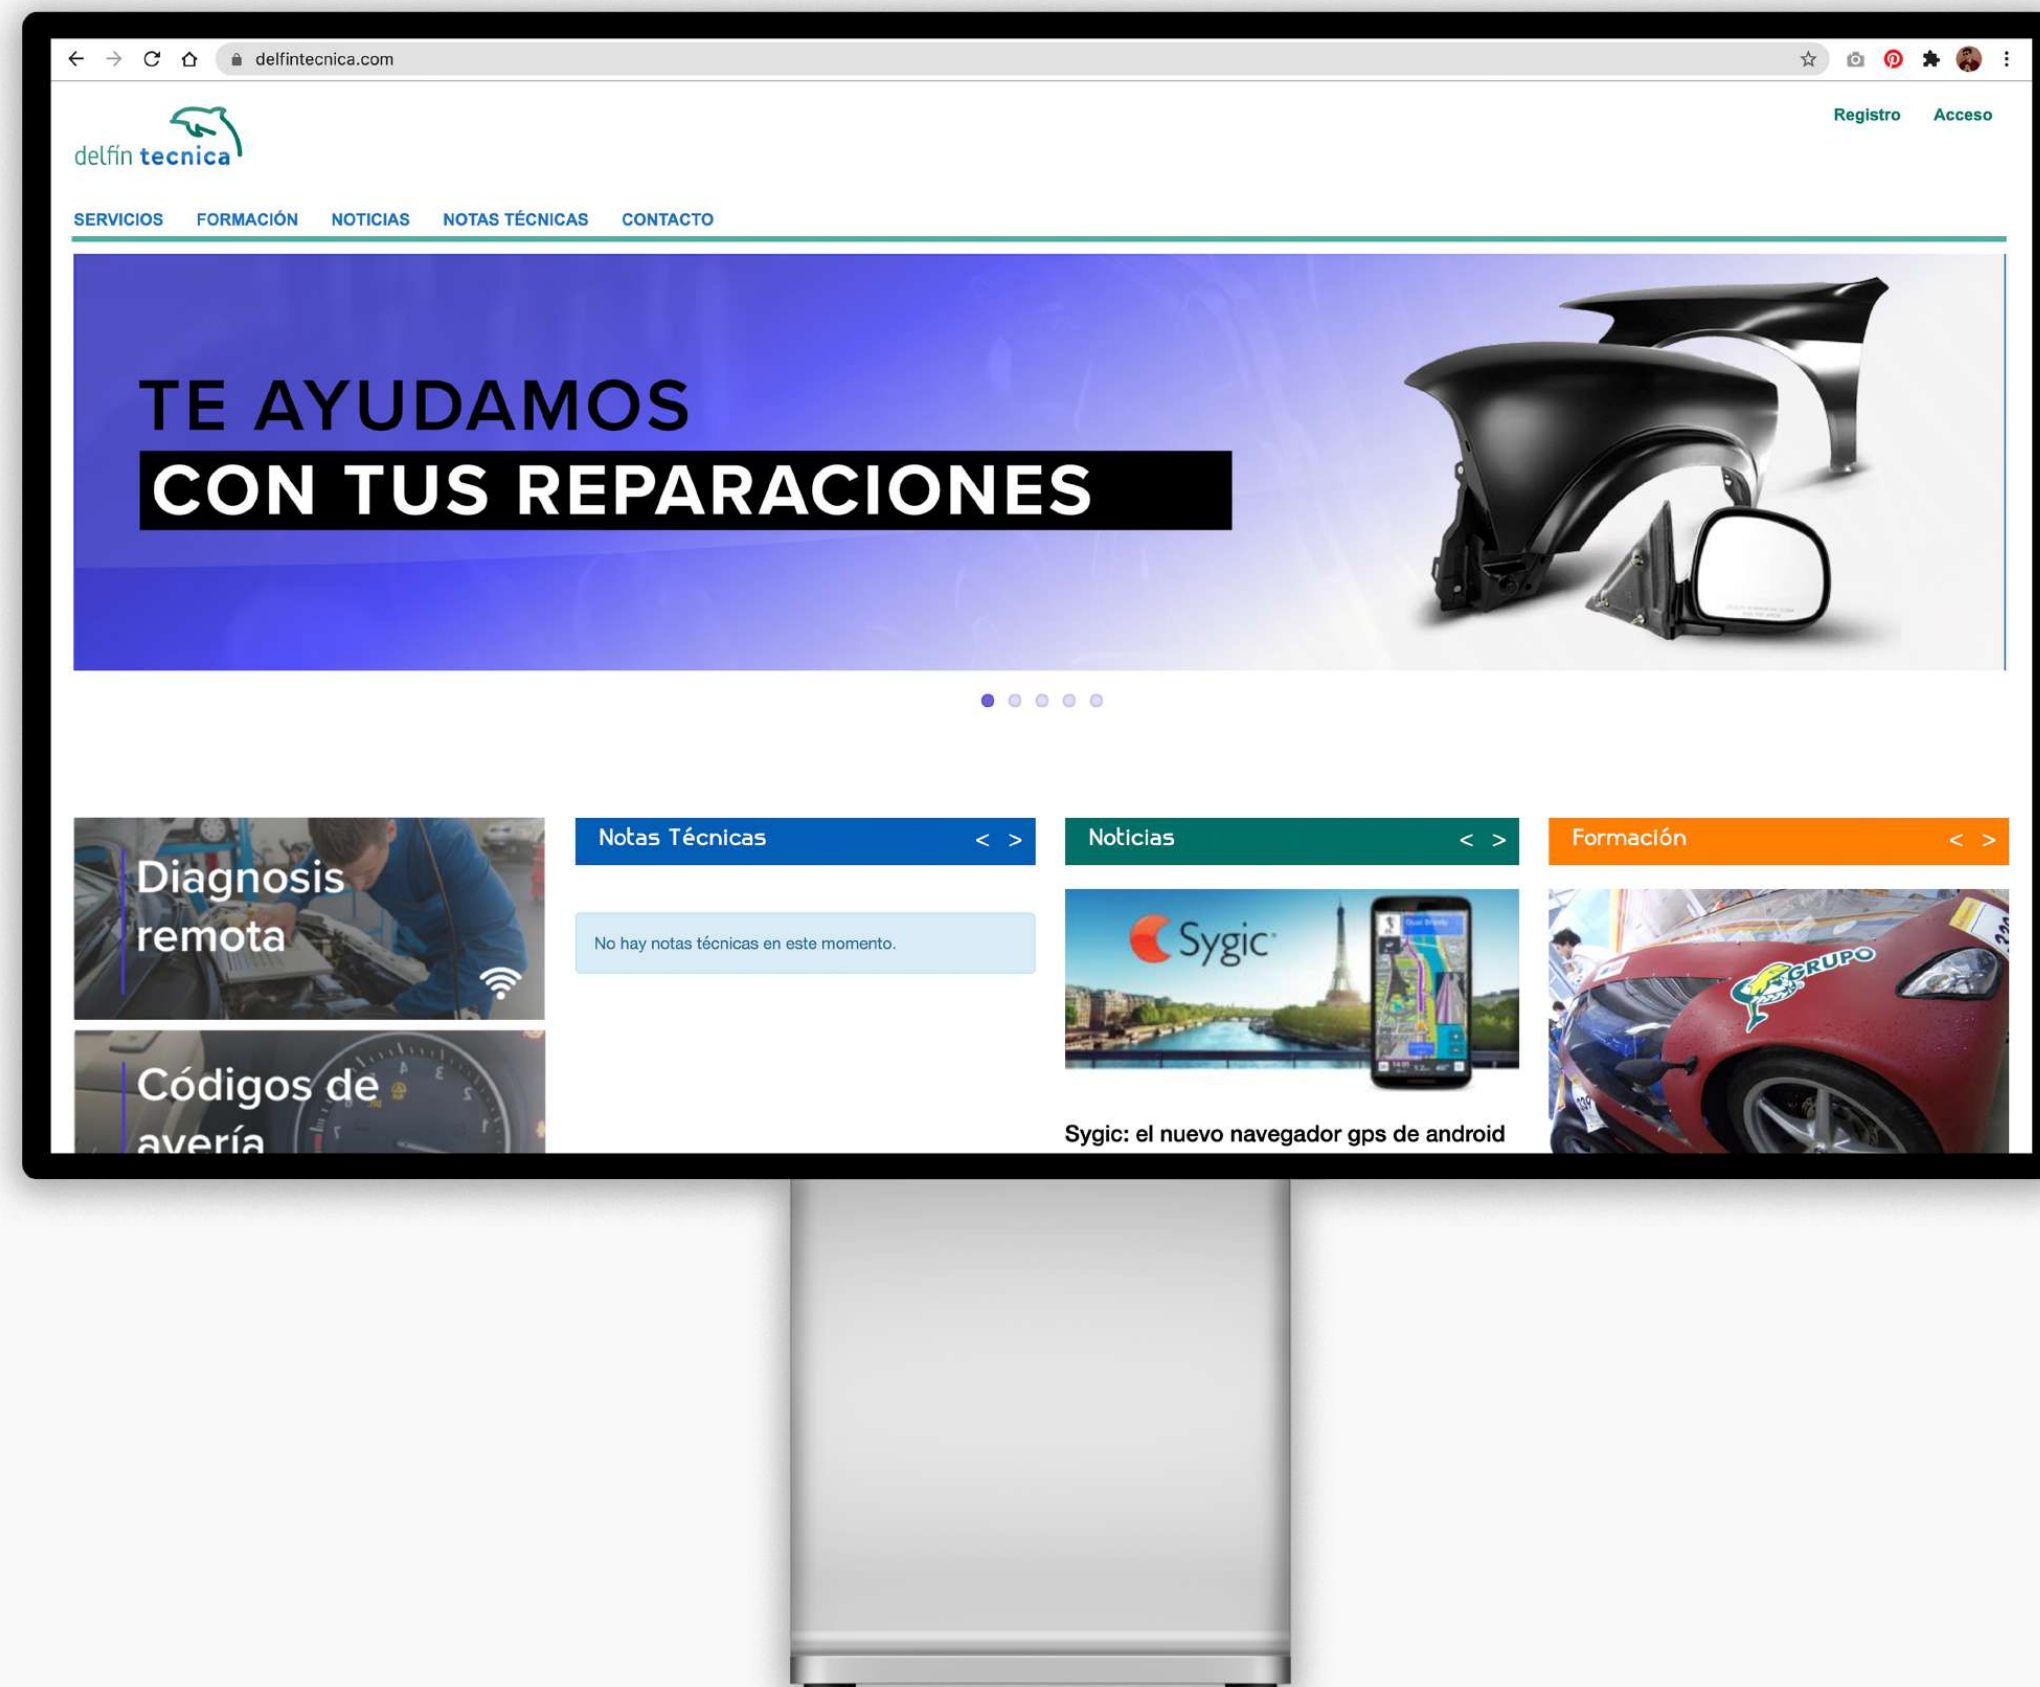 delfintecnica.com
delfín tecnica
Registro Acceso
SERVICIOS FORMACIÓN NOTICIAS NOTAS TÉCNICAS CONTACTO
TE AYUDAMOS
CON TUS REPARACIONES
Diagnosis
remota
Códigos de
avería
Notas Técnicas < >
No hay notas técnicas en este momento.
Noticias < >
Sygic
Sygic: el nuevo navegador gps de android
Formación < >
GRUPO
339